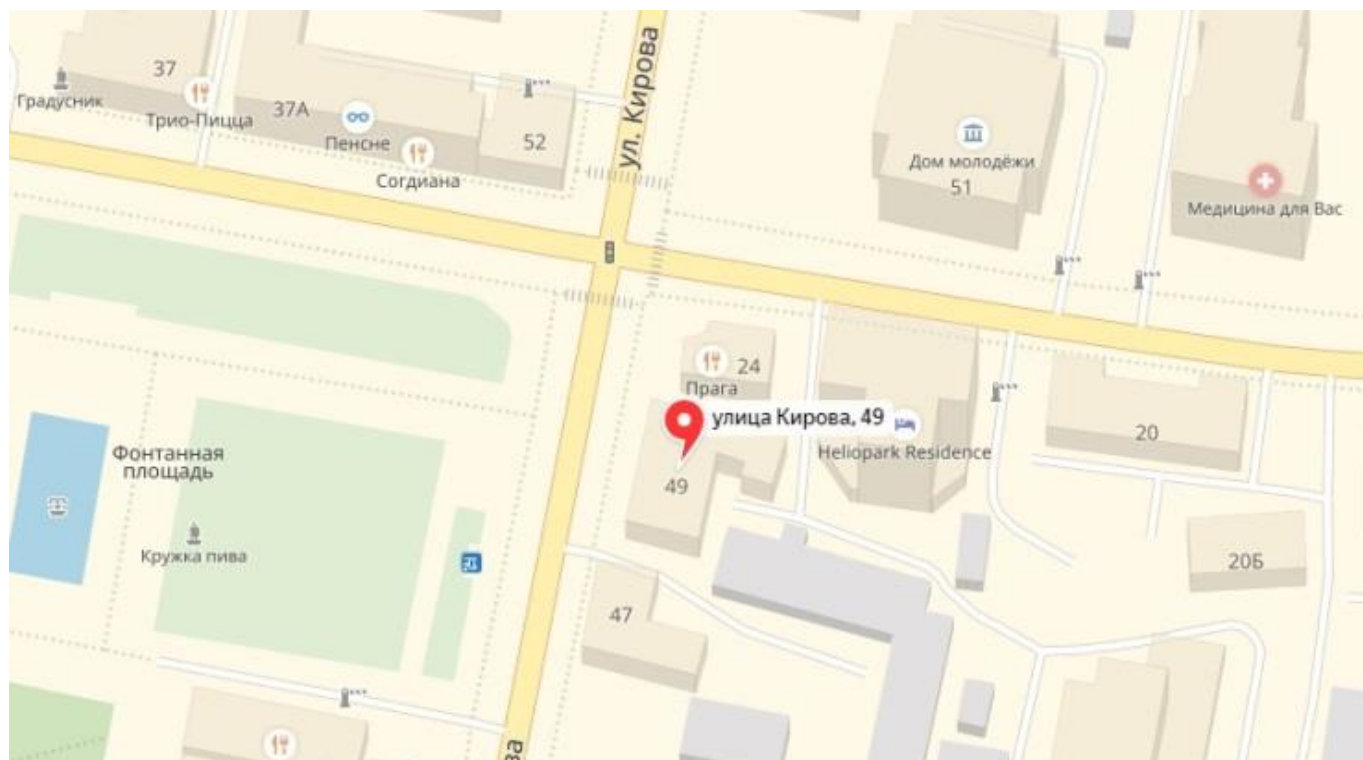 37
Градусник
Трио-Пицца
37А
Пенсне
Согдиана
52
ул. Кирова
Дом молодёжи
51
Медицина для Вас
24
Прага
улица Кирова, 49
Heliopark Residence
49
20
20Б
Фонтанная
площадь
Кружка пива
47
ва